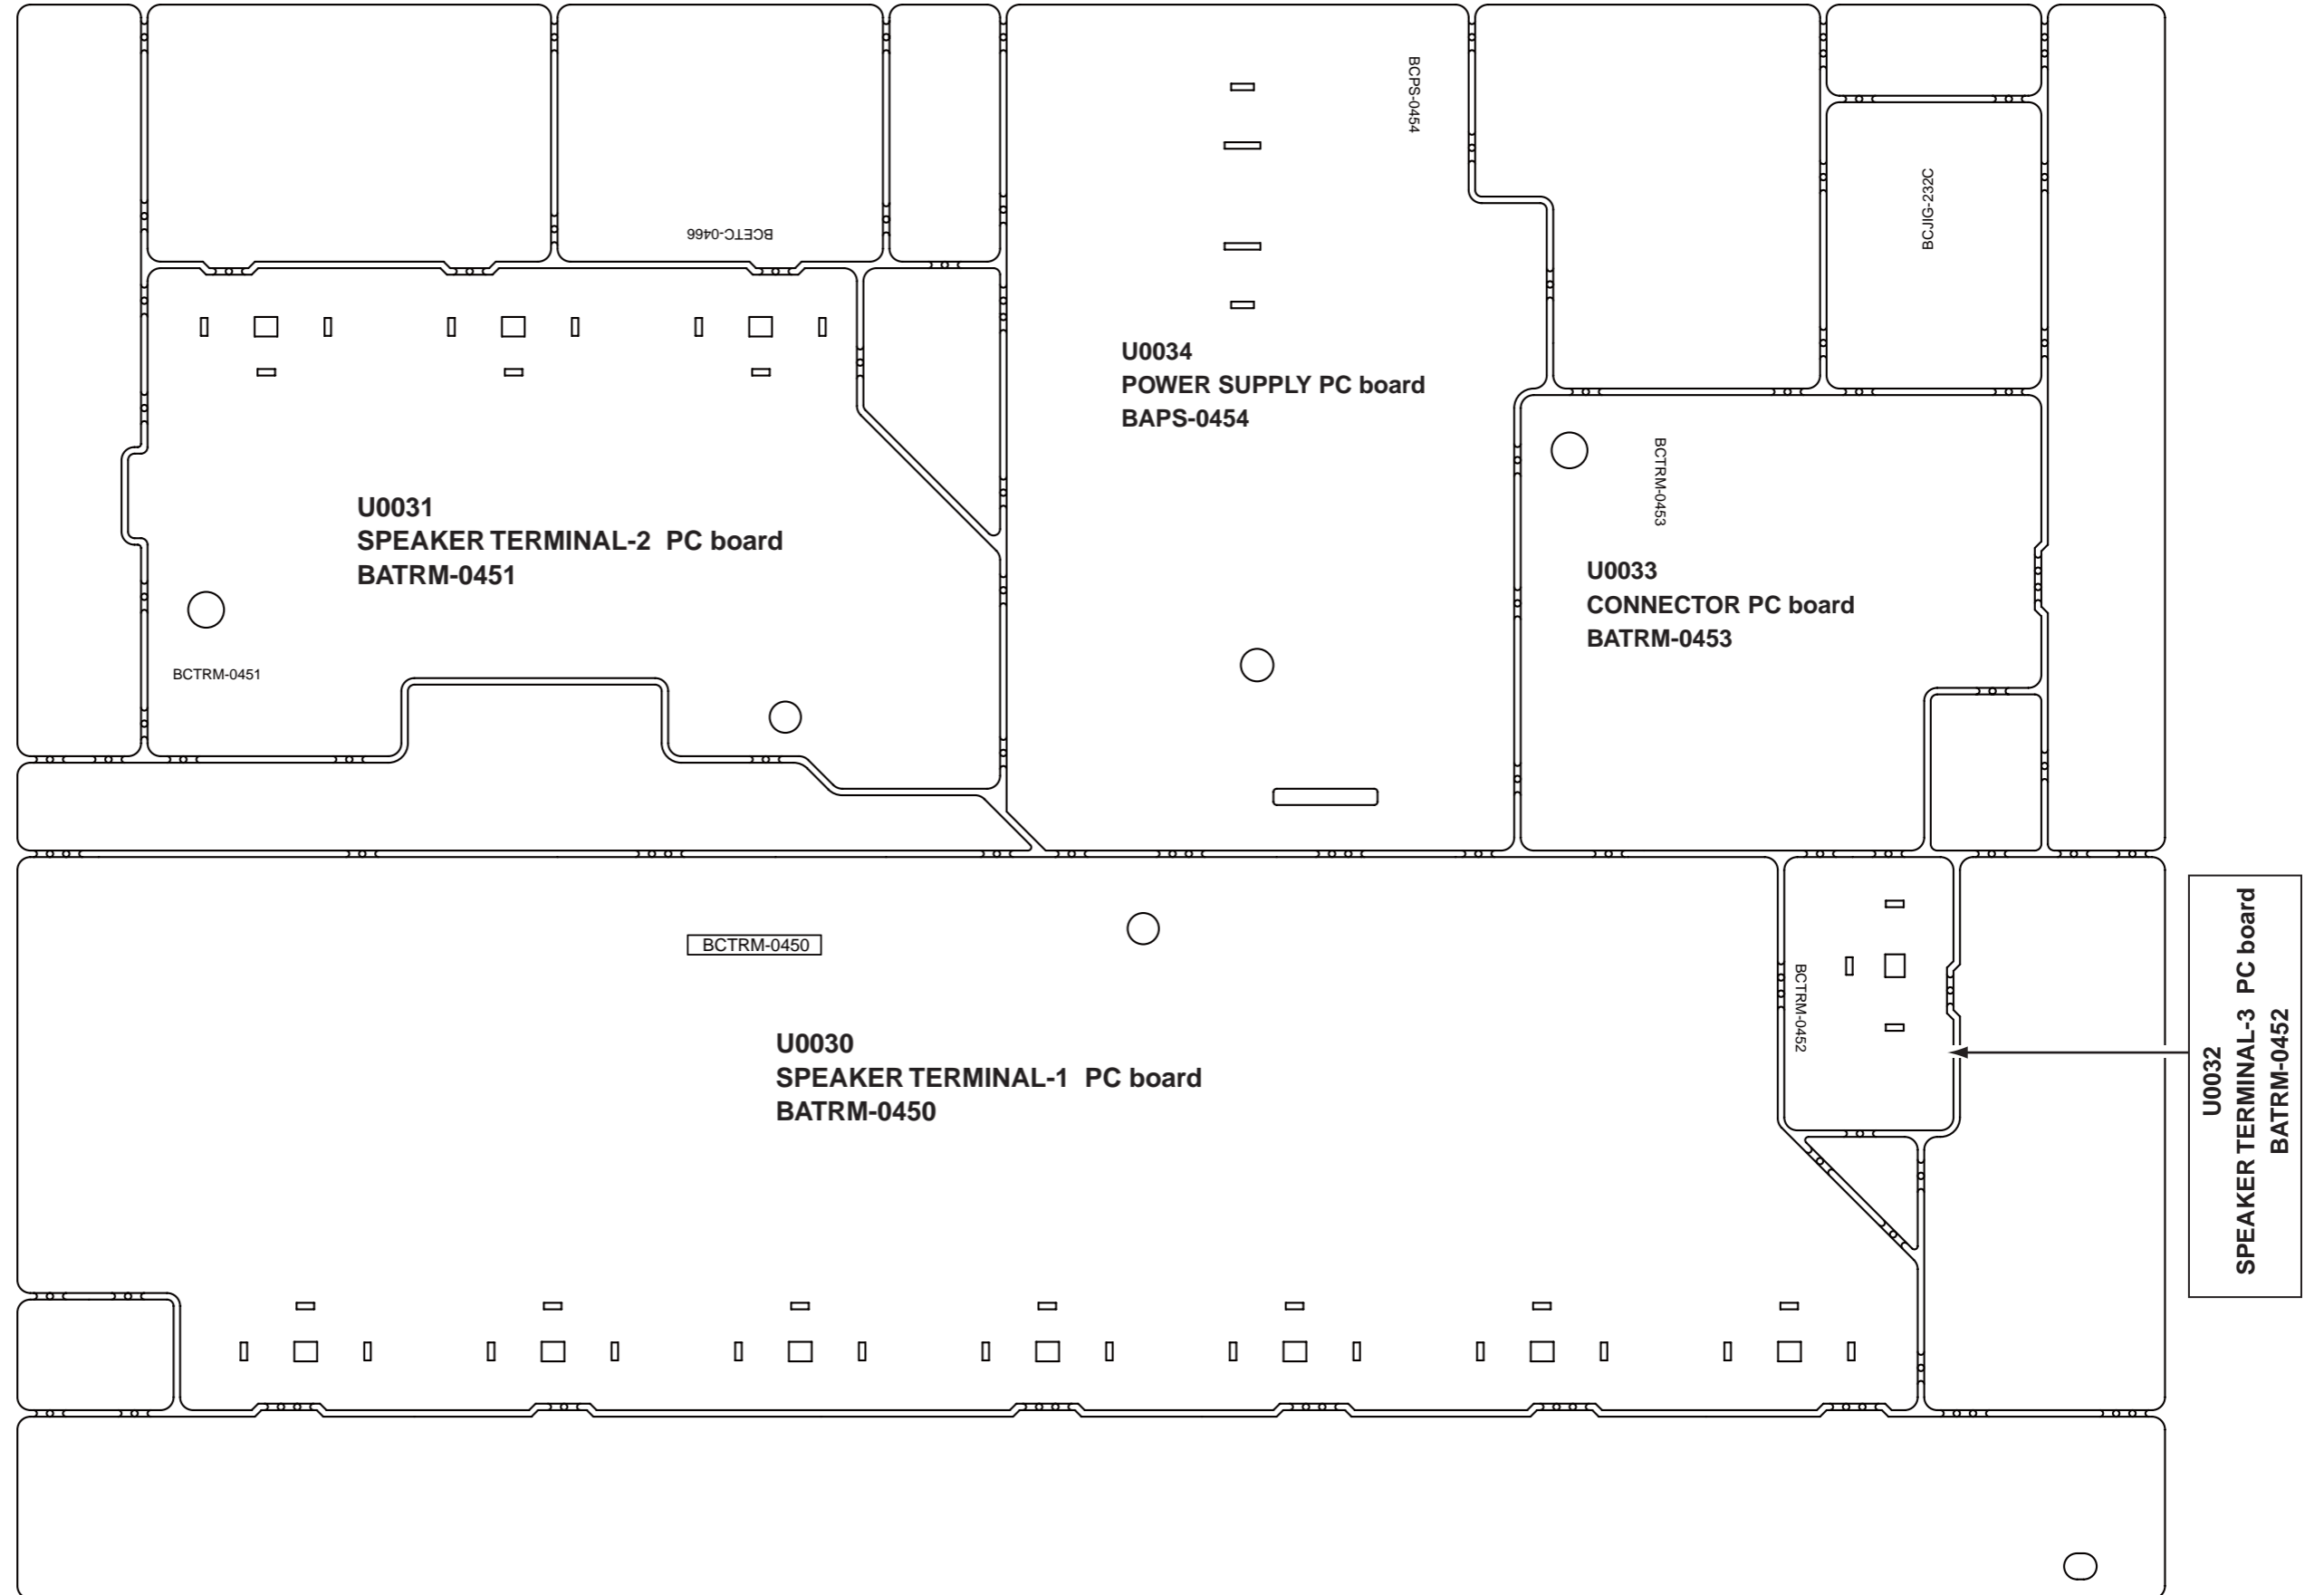 BCPS-0454
BCJIG-232C
BCETC-0466
U0034
POWER SUPPLY PC board
BAPS-0454
BCTRM-0453
U0031
SPEAKER TERMINAL-2 PC board
BATRM-0451
U0033
CONNECTOR PC board
BATRM-0453
BCTRM-0451
BCTRM-0450
BCTRM-0452
U0030
SPEAKER TERMINAL-1 PC board
BATRM-0450
U0032
SPEAKER TERMINAL-3 PC board
BATRM-0452